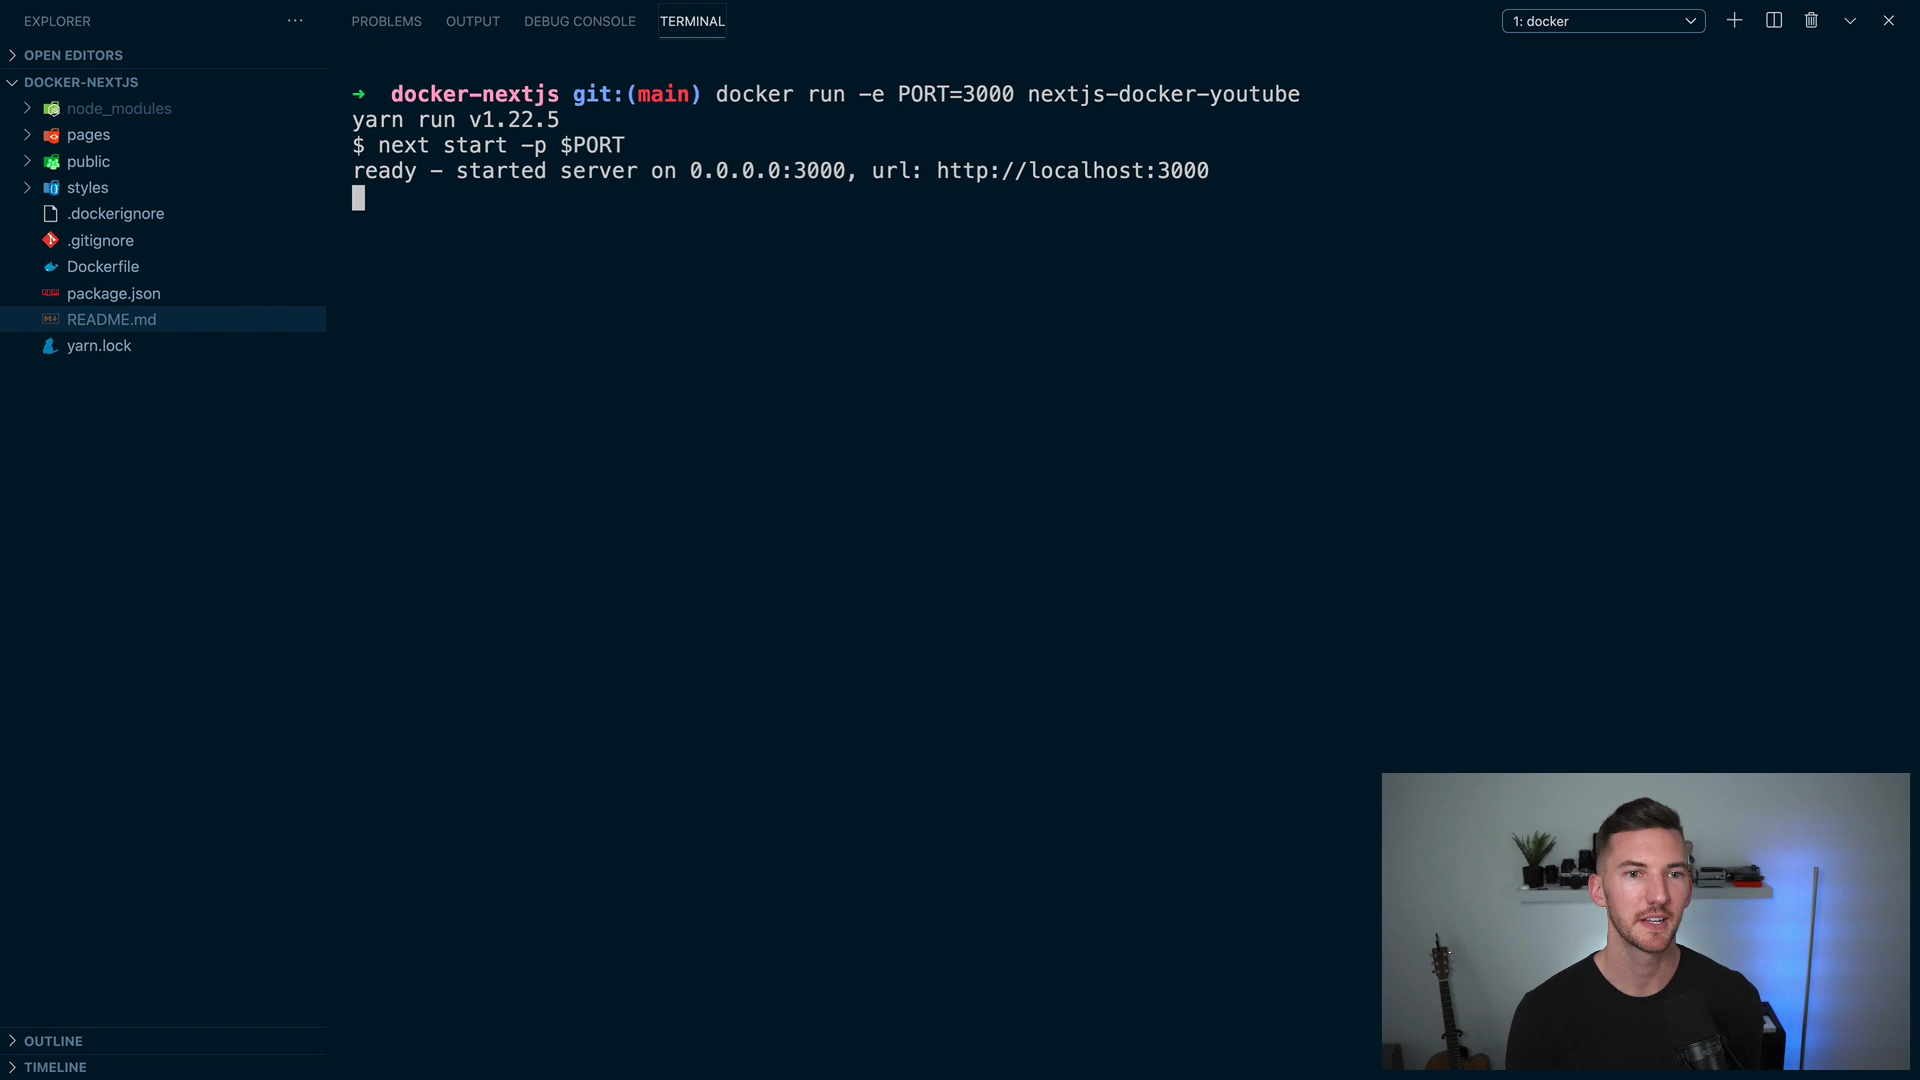 EXPLORER
OPEN EDITORS
DOCKER-NEXTJS
node_modules
pages
public
styles
.dockerignore
.gitignore
Dockerfile
package.json
README.md
yarn.lock
OUTLINE
TIMELINE
PROBLEMS OUTPUT DEBUG CONSOLE TERMINAL
1: docker
→ docker-nextjs git:(main) docker run -e PORT=3000 nextjs-docker-youtube
yarn run v1.22.5
$ next start -p $PORT
ready - started server on 0.0.0.0:3000, url: http://localhost:3000